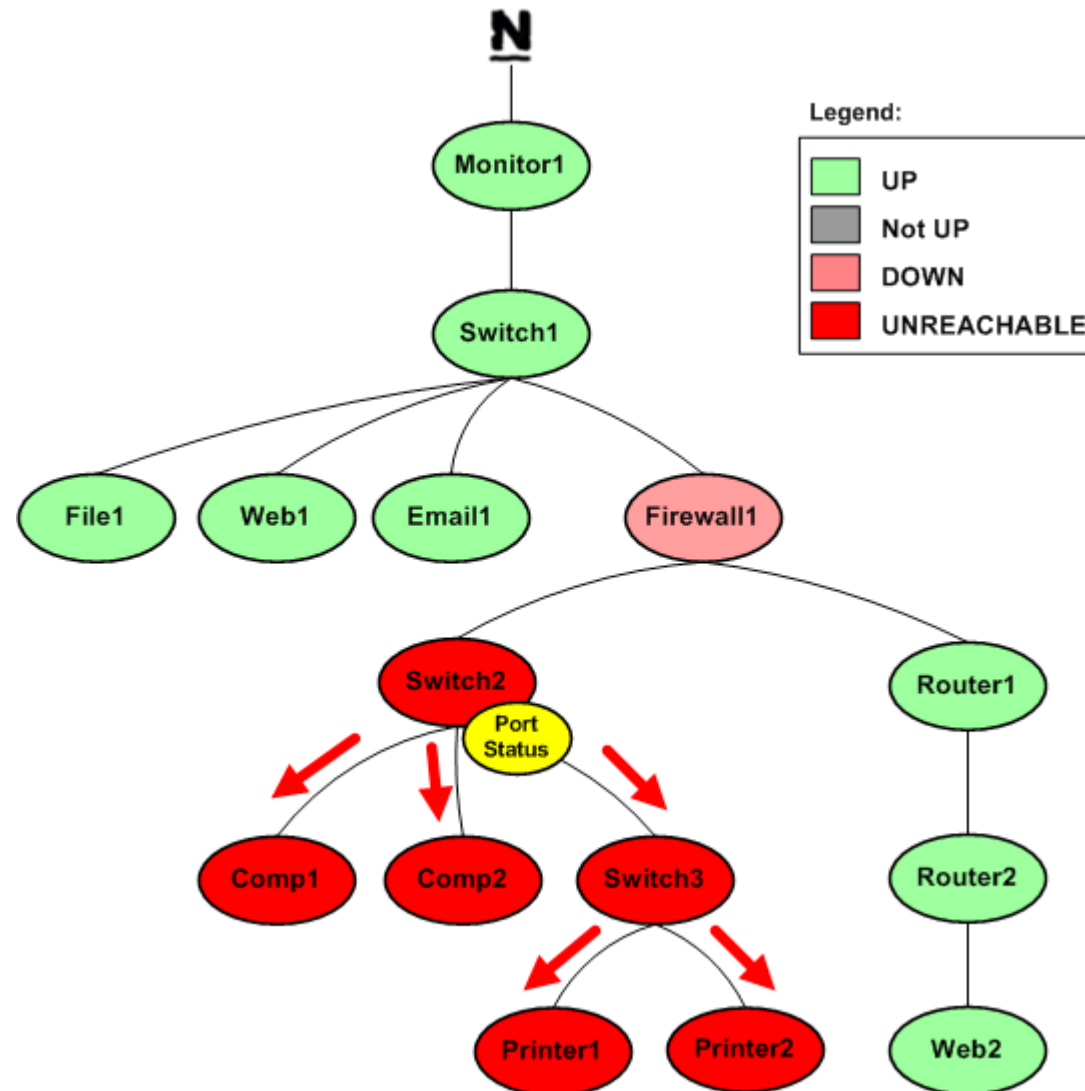 N
Legend:
Monitor1
UP
Not UP
DOWN
UNREACHABLE
Switch1
File1
Web1
Email1
Firewall1
Switch2
Port
Status
Router1
Comp1
Comp2
Switch3
Router2
Printer1
Printer2
Web2